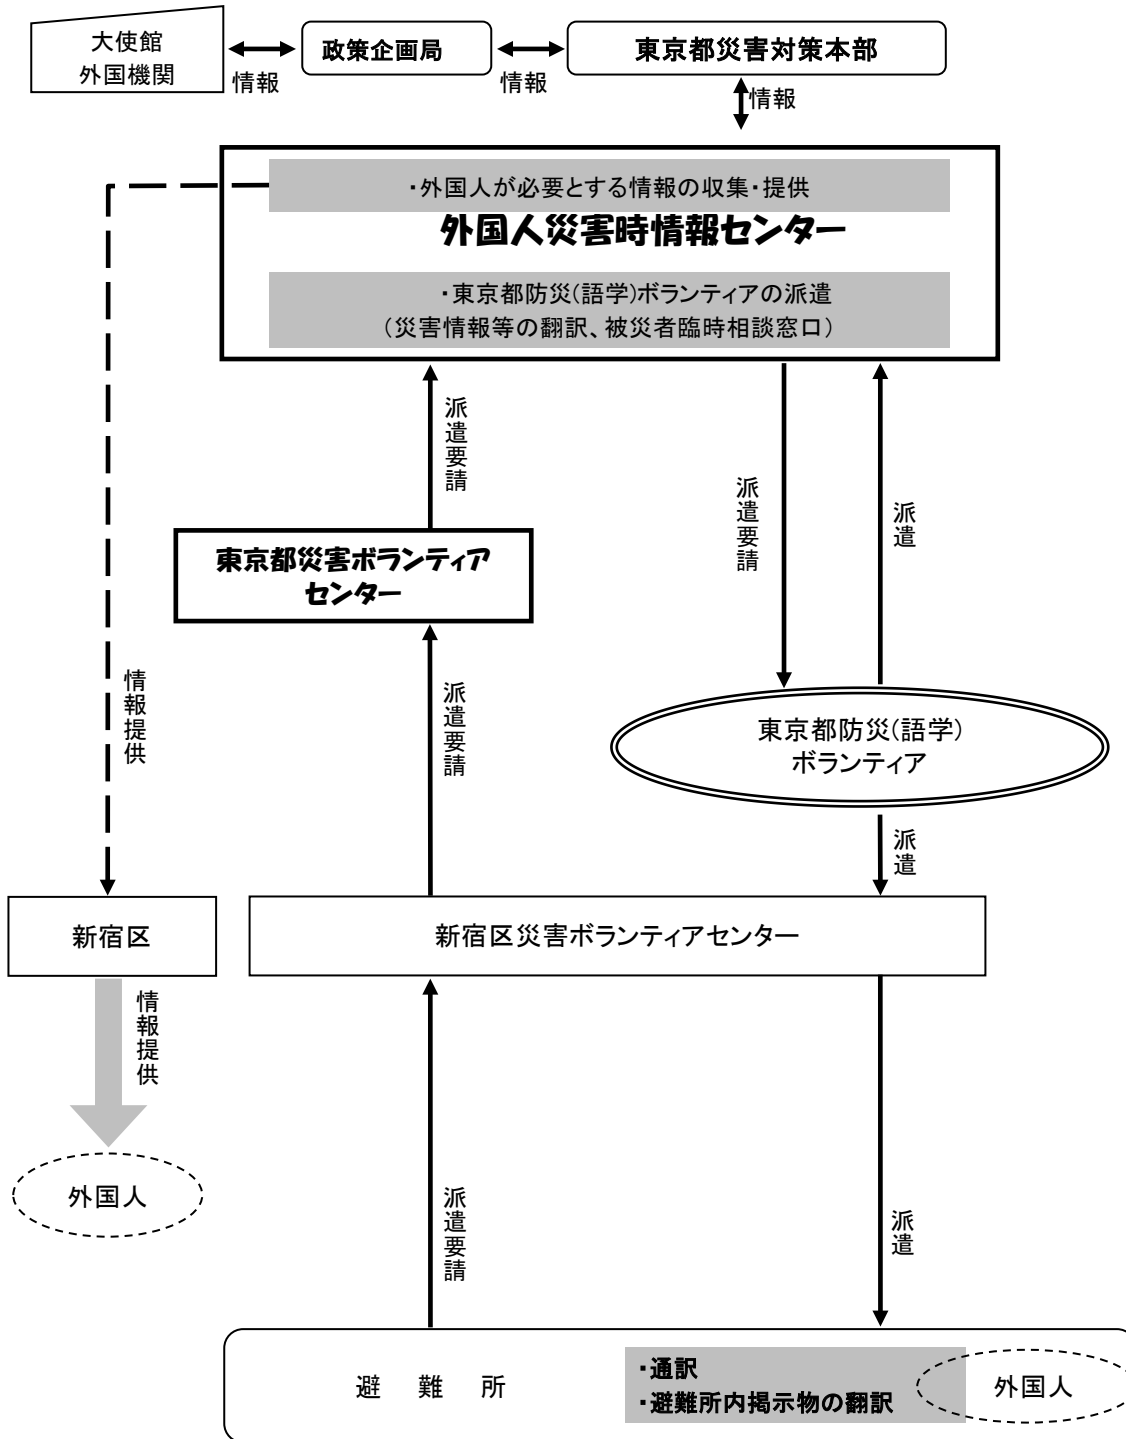 大使館
外国機関
政策企画局
東京都災害対策本部
情報
情報
情報
・外国人が必要とする情報の収集・提供
外国人災害時情報センター
・東京都防災(語学)ボランティアの派遣
(災害情報等の翻訳、被災者臨時相談窓口)
派遣要請
派遣要請
派遣
東京都災害ボランティア
センター
情報提供
派遣要請
東京都防災(語学)
ボランティア
派遣
新宿区
新宿区災害ボランティアセンター
情報提供
外国人
派遣要請
派遣
避難所
・通訳
・避難所内掲示物の翻訳
外国人